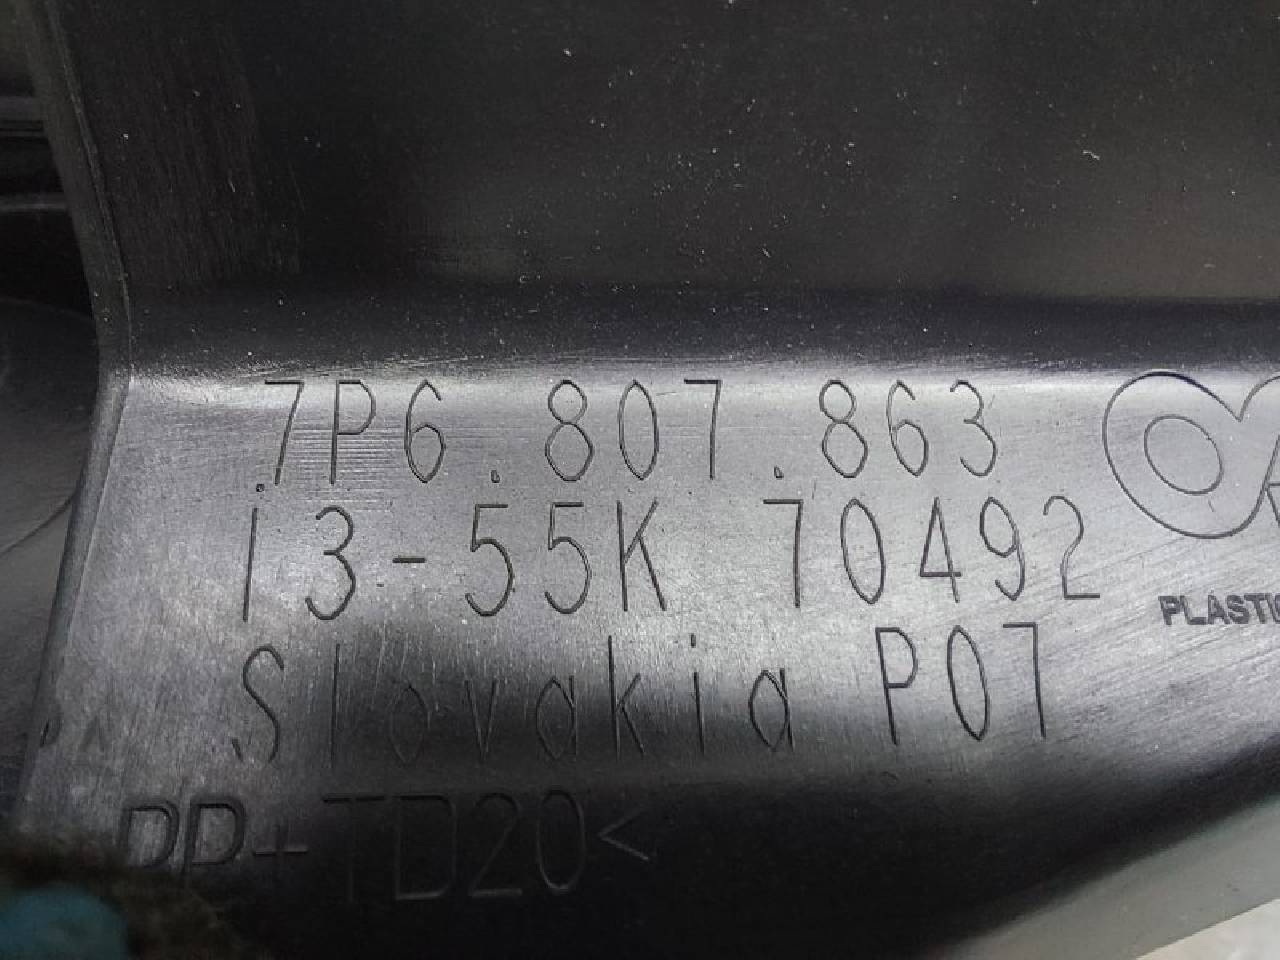 7P6.807.863
13-55K 70492
Slovakia P07
PP+TD20<
PLASTIC